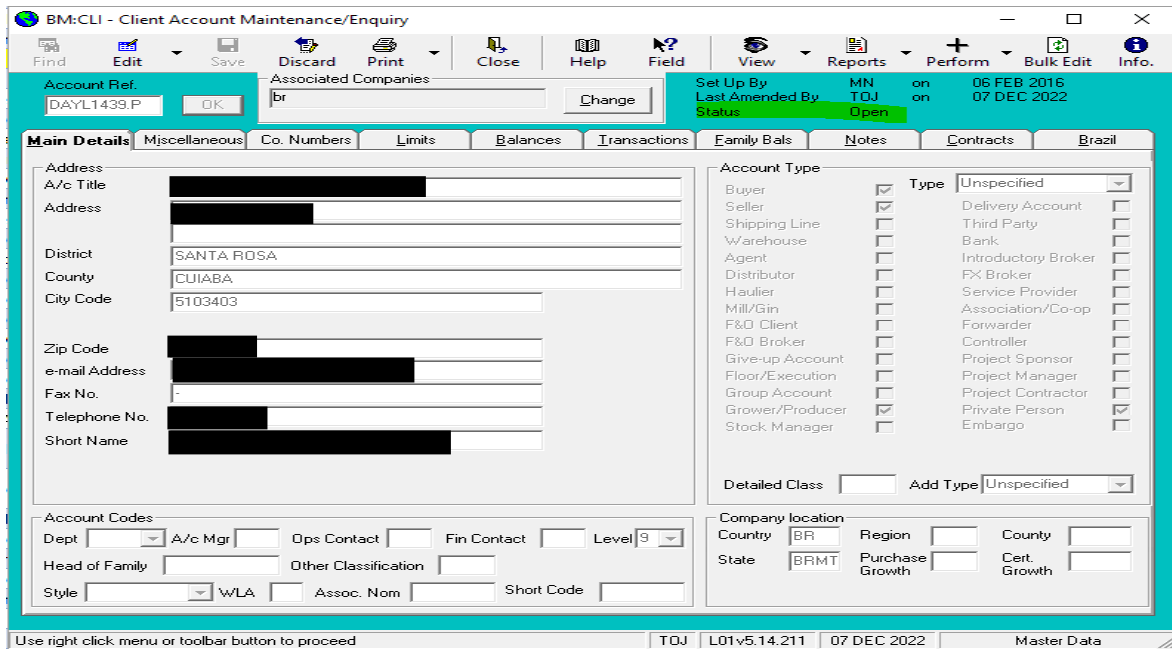 BM:CLI - Client Account Maintenance/Enquiry
Find Edit Save Discard Print Close Help Field View Reports Perform Bulk Edit Info.
Account Ref.
DAYL1439.P OK
Associated Companies
br Change
Set Up By MN on 06 FEB 2016
Last Amended By TOJ on 07 DEC 2022
Status Open
Main Details Miscellaneous Co. Numbers Limits Balances Transactions Family Bals Notes Contracts Brazil
Address
A/c Title
Address
District SANTA ROSA
County CUIABA
City Code 5103403
Zip Code
e-mail Address
Fax No. -
Telephone No.
Short Name
Account Type
Type Unspecified
Buyer
Seller Delivery Account
Shipping Line Third Party
Warehouse Bank
Agent Introductory Broker
Distributor FX Broker
Haulier Service Provider
Mill/Gin Association/Co-op
F&O Client Forwarder
F&O Broker Controller
Give-up Account Project Sponsor
Floor/Execution Project Manager
Group Account Project Contractor
Grower/Producer Private Person
Stock Manager Embargo
Detailed Class Add Type Unspecified
Account Codes
Dept A/c Mgr Ops Contact Fin Contact Level 9
Head of Family Other Classification
Style WLA Assoc. Nom Short Code
Company location
Country BR Region County
State BRMT Purchase Growth Cert. Growth
Use right click menu or toolbar button to proceed TOJ L01v5.14.211 07 DEC 2022 Master Data